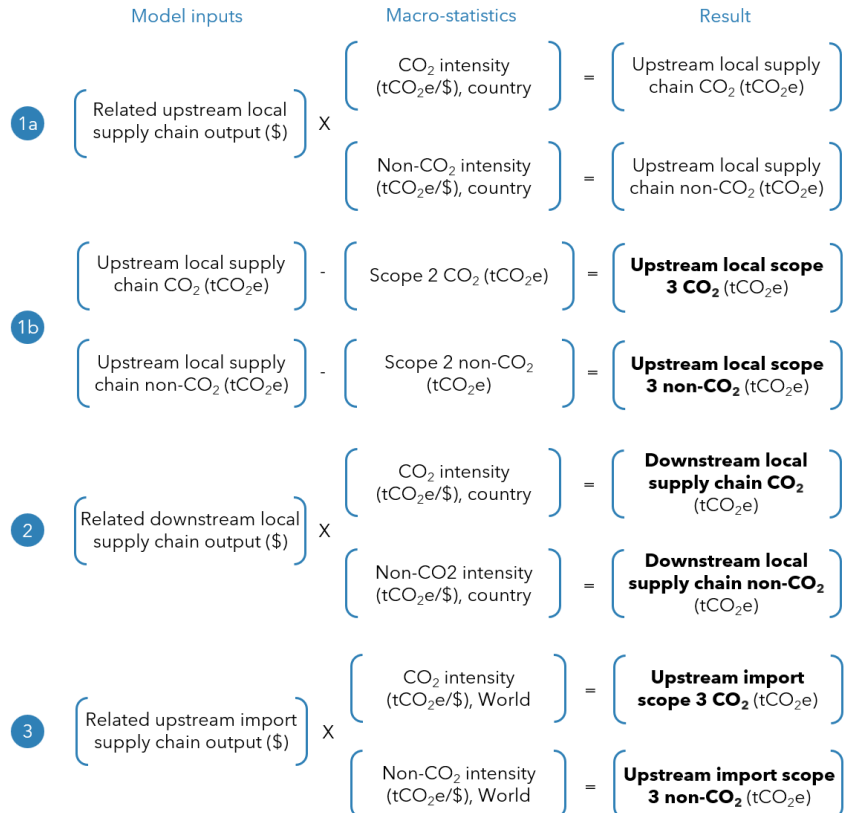 Model inputs
Macro-statistics
Result
1a
Related upstream local
supply chain output ($)
X
CO₂ intensity
(tCO₂e/$), country
=
Upstream local supply
chain CO₂ (tCO₂e)
Non-CO₂ intensity
(tCO₂e/$), country
=
Upstream local supply
chain non-CO₂ (tCO₂e)
1b
Upstream local supply
chain CO₂ (tCO₂e)
-
Scope 2 CO₂ (tCO₂e)
=
Upstream local scope
3 CO₂ (tCO₂e)
Upstream local supply
chain non-CO₂ (tCO₂e)
-
Scope 2 non-CO₂
(tCO₂e)
=
Upstream local scope
3 non-CO₂ (tCO₂e)
2
Related downstream local
supply chain output ($)
X
CO₂ intensity
(tCO₂e/$), country
=
Downstream local
supply chain CO₂
(tCO₂e)
Non-CO2 intensity
(tCO₂e/$), country
=
Downstream local
supply chain non-CO₂
(tCO₂e)
3
Related upstream import
supply chain output ($)
X
CO₂ intensity
(tCO₂e/$), World
=
Upstream import
scope 3 CO₂ (tCO₂e)
Non-CO₂ intensity
(tCO₂e/$), World
=
Upstream import scope
3 non-CO₂ (tCO₂e)